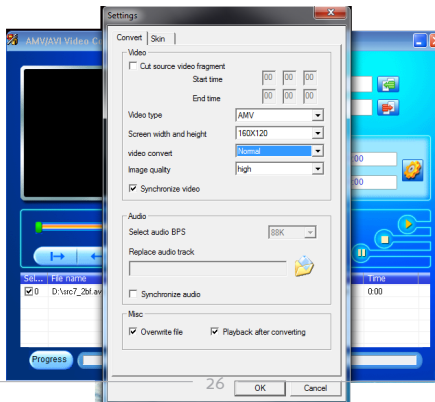 Settings
AMV/AVI Video Co
Convert Skin
Video
Cut source video fragment
Start time 00 00 00
End time 00 00 00
Video type AMV
Screen width and height 160X120
video convert Normal
Image quality high
Synchronize video
Audio
Select audio BPS 88K
Replace audio track
Synchronize audio
Misc
Overwrite file Playback after converting
OK Cancel
:00
:00
Sel... File name Time
0 D:\src7_2bf.av 0:00
Progress
26